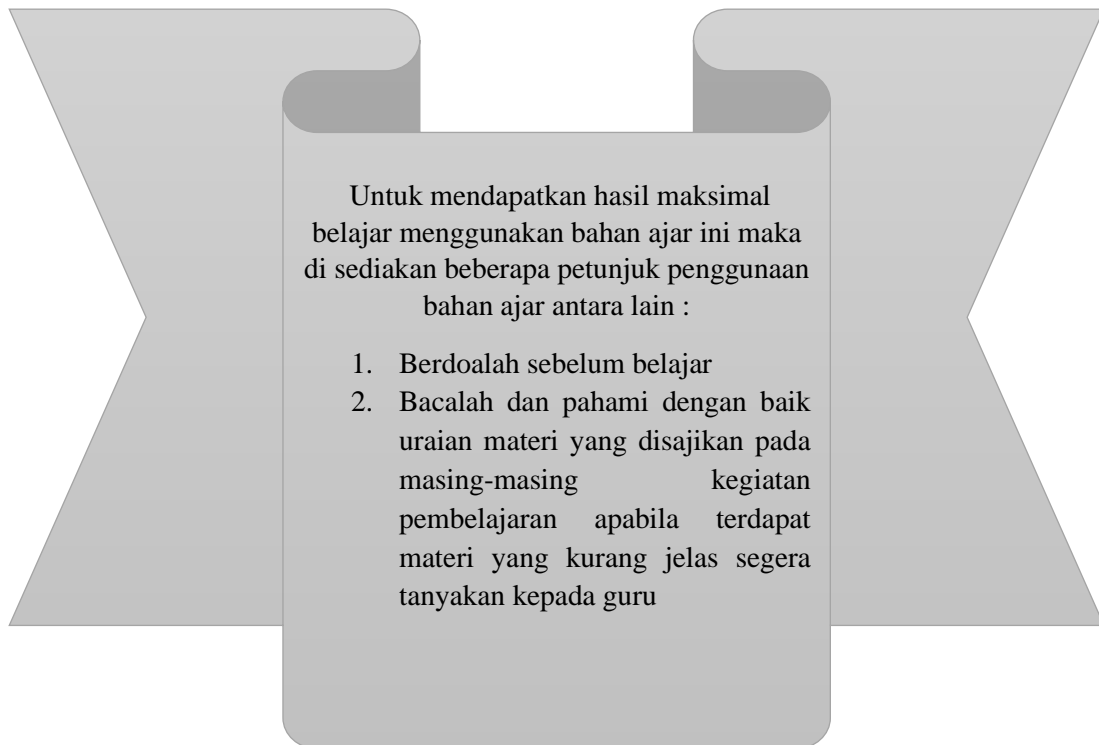 Untuk mendapatkan hasil maksimal
belajar menggunakan bahan ajar ini maka
di sediakan beberapa petunjuk penggunaan
bahan ajar antara lain :
1. Berdoalah sebelum belajar
2. Bacalah dan pahami dengan baik
uraian materi yang disajikan pada
masing-masing kegiatan
pembelajaran apabila terdapat
materi yang kurang jelas segera
tanyakan kepada guru